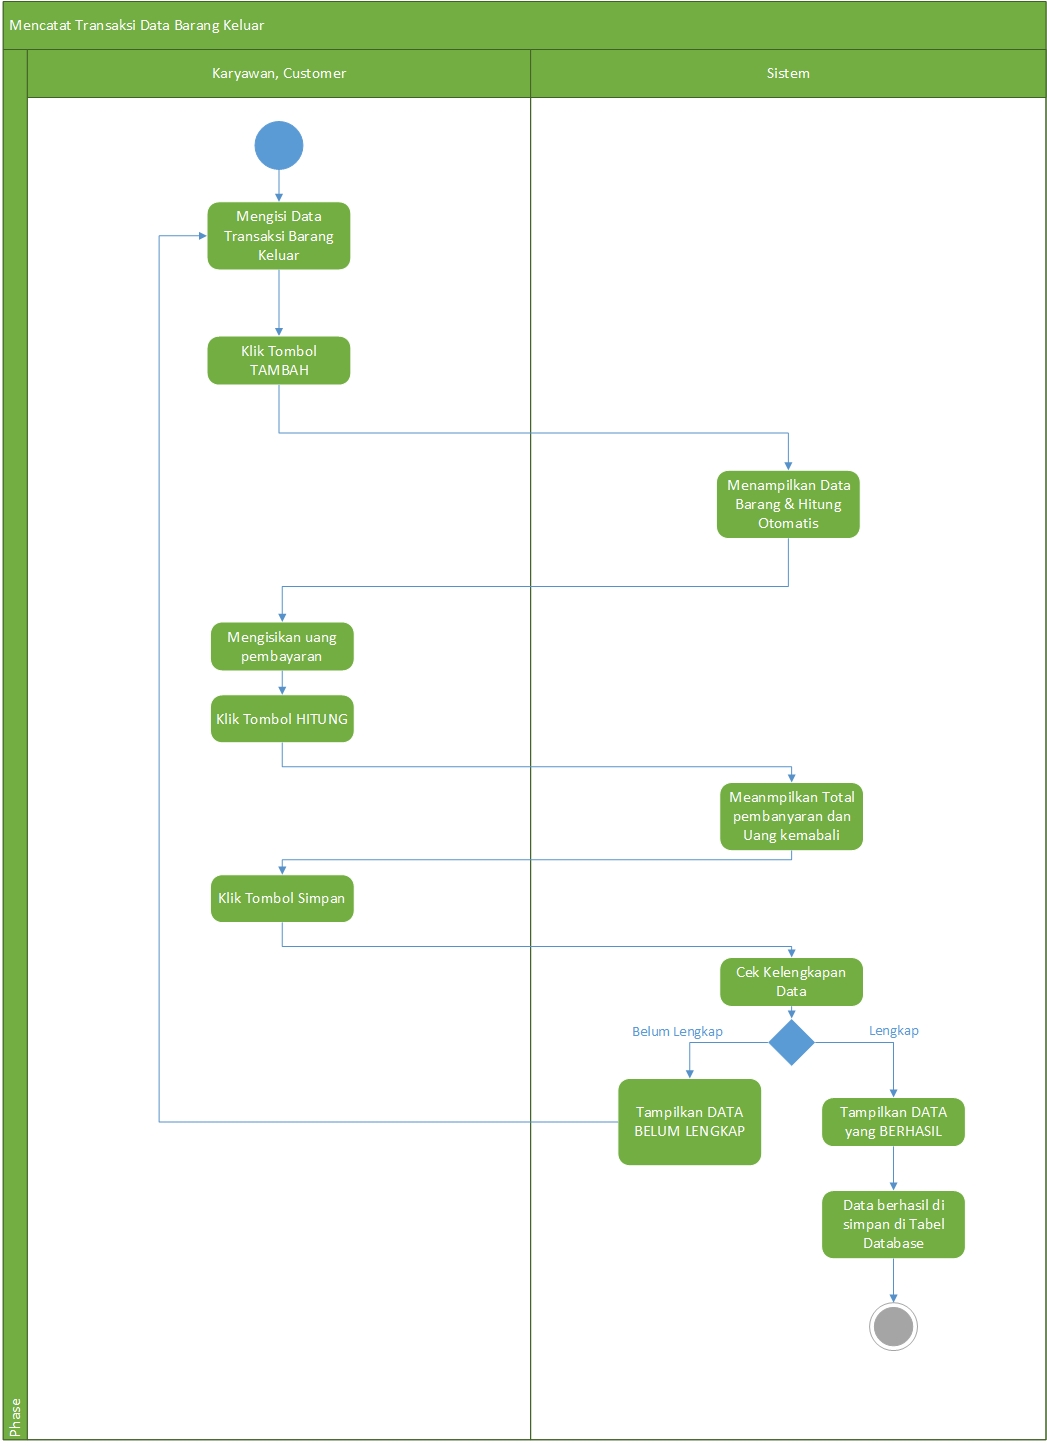 Mencatat Transaksi Data Barang Keluar
Karyawan, Customer
Sistem
Mengisi Data
Transaksi Barang
Keluar
Klik Tombol
TAMBAH
Menampilkan Data
Barang & Hitung
Otomatis
Mengisikan uang
pembayaran
Klik Tombol HITUNG
Meanmpilkan Total
pembanyaran dan
Uang kemabali
Klik Tombol Simpan
Cek Kelengkapan
Data
Belum Lengkap
Lengkap
Tampilkan DATA
BELUM LENGKAP
Tampilkan DATA
yang BERHASIL
Data berhasil di
simpan di Tabel
Database
Phase